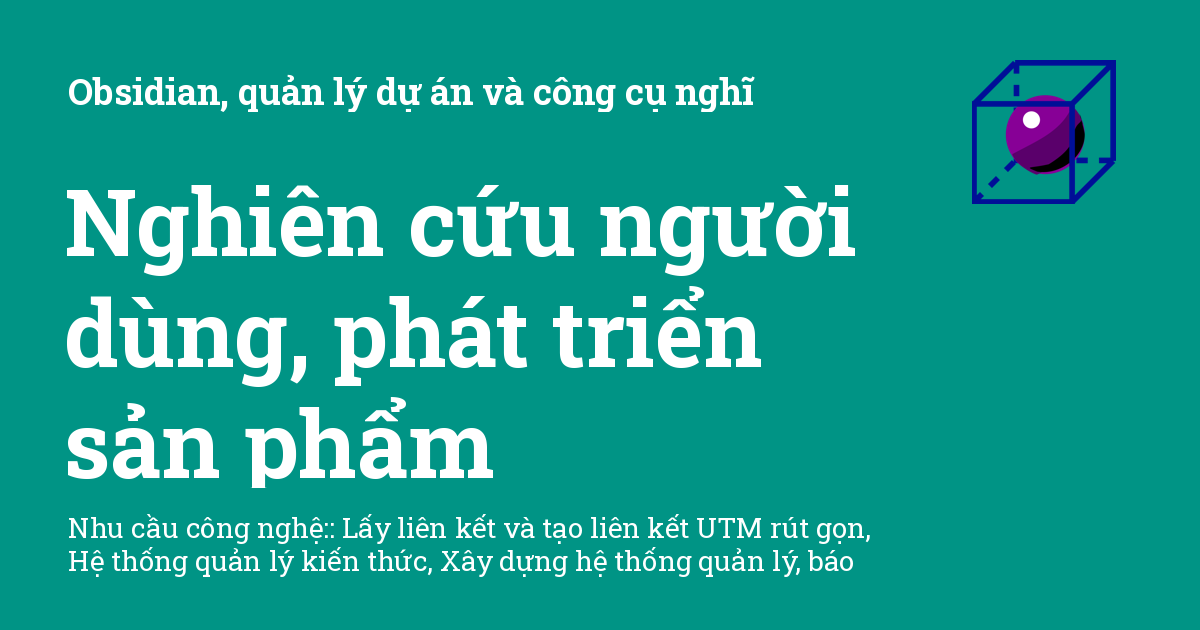 Obsidian, quản lý dự án và công cụ nghĩ
Nghiên cứu người
dùng, phát triển
sản phẩm
Nhu cầu công nghệ:: Lấy liên kết và tạo liên kết UTM rút gọn,
Hệ thống quản lý kiến thức, Xây dựng hệ thống quản lý, báo